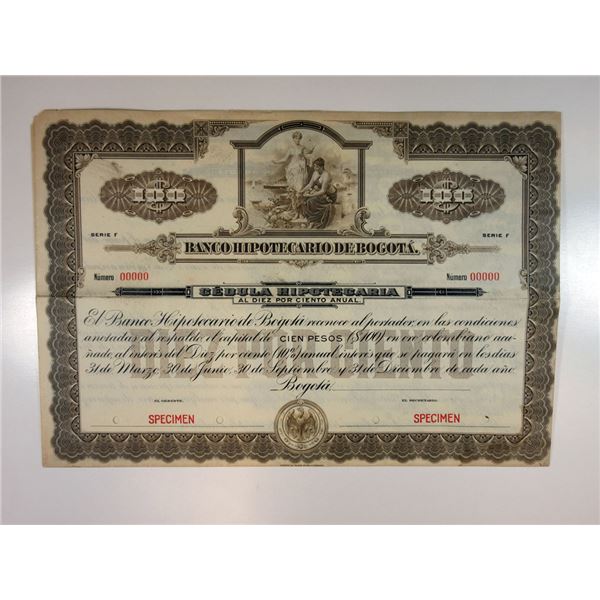 100 100
SERIE F SERIE F
BANCO HIPOTECARIO DE BOGOTÁ.
Número 00000 Número 00000
CÉDULA HIPOTECARIA
AL DIEZ POR CIENTO ANUAL.
El Banco Hipotecario de Bogotá reconoce al portador, en las condiciones
anotadas al respaldo, el capital de CIEN PESOS ($100) en oro colombiano acu-
ñado al interés del Diez por ciento (10%) anual, interés que se pagará en los días
31 de Marzo, 30 de Junio, 30 de Septiembre y 31 de Diciembre de cada año.
Bogotá,
EL GERENTE. EL SECRETARIO.
SPECIMEN SPECIMEN